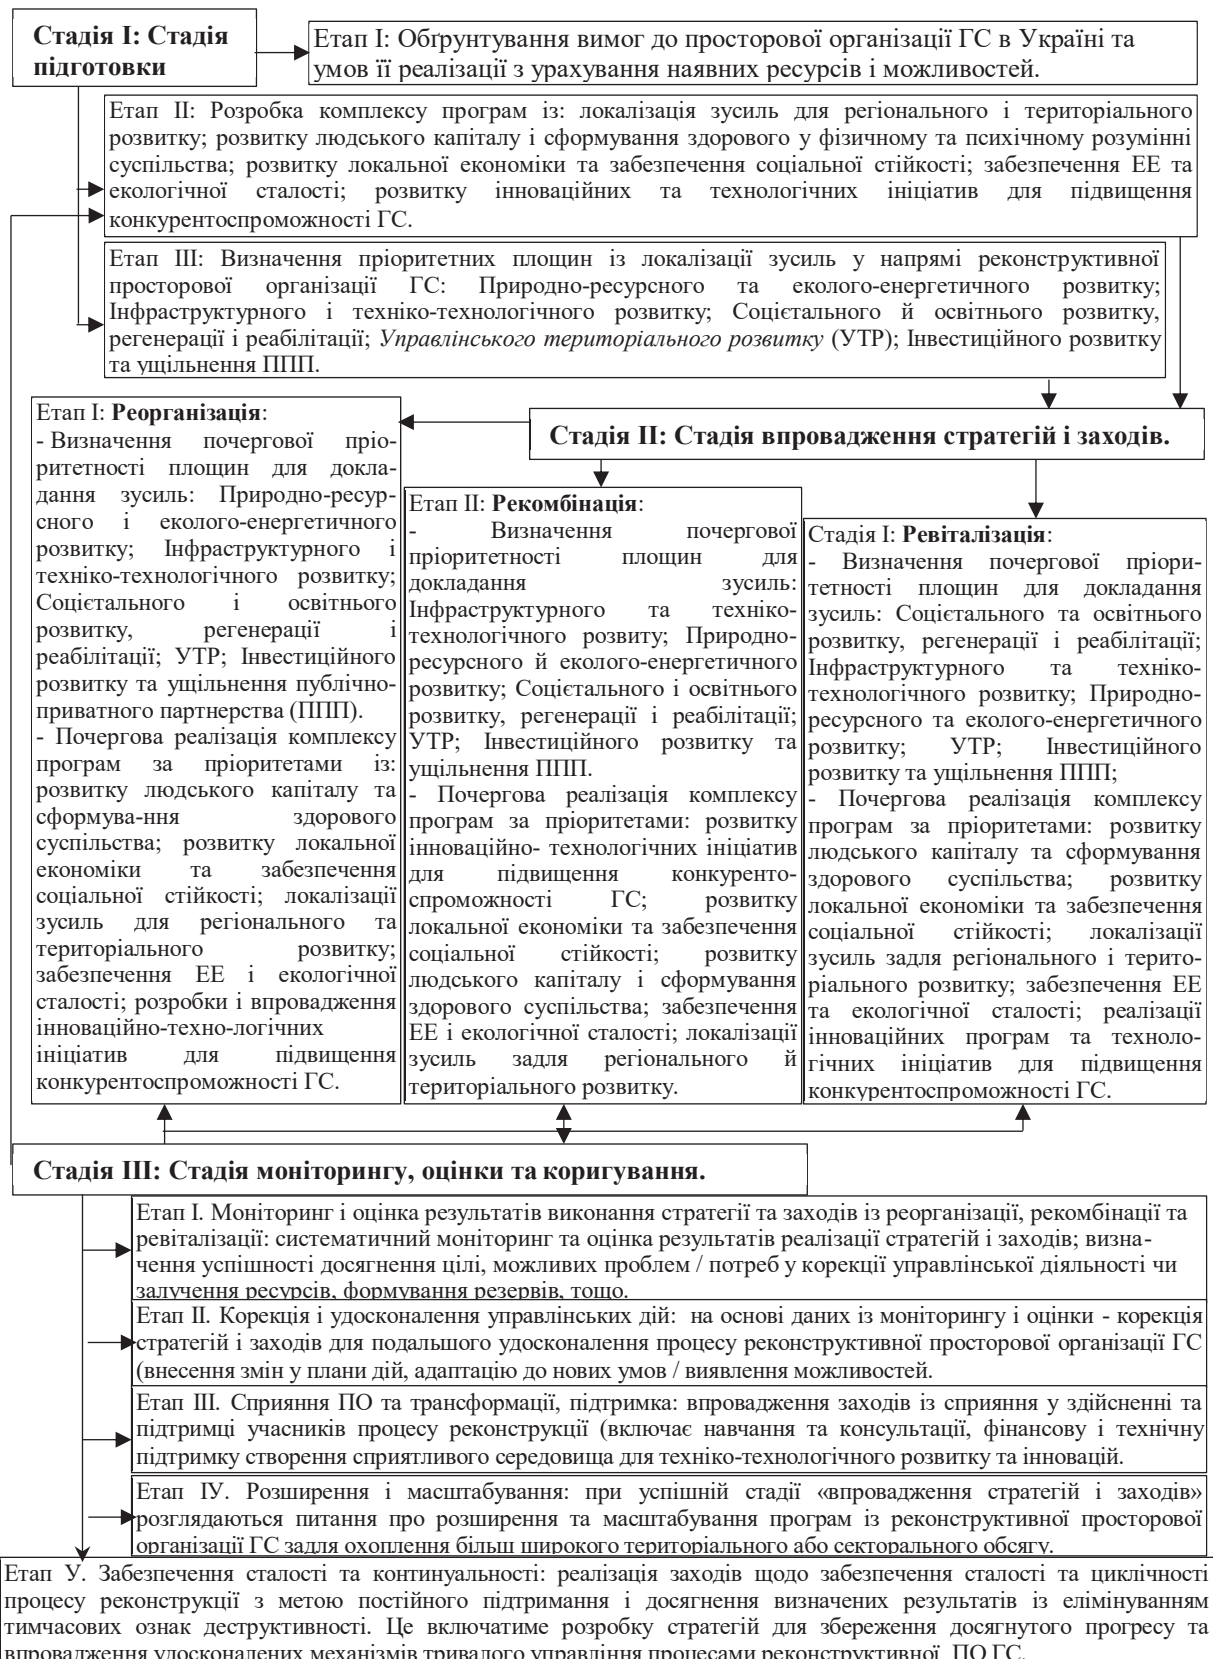 Стадія І: Стадія
підготовки
Етап І: Обґрунтування вимог до просторової організації ГС в Україні та
умов її реалізації з урахування наявних ресурсів і можливостей.
Етап ІІ: Розробка комплексу програм із: локалізація зусиль для регіонального і територіального
розвитку; розвитку людського капіталу і сформування здорового у фізичному та психічному розумінні
суспільства; розвитку локальної економіки та забезпечення соціальної стійкості; забезпечення ЕЕ та
екологічної сталості; розвитку інноваційних та технологічних ініціатив для підвищення
конкурентоспроможності ГС.
Етап ІІІ: Визначення пріоритетних площин із локалізації зусиль у напрямі реконструктивної
просторової організації ГС: Природно-ресурсного та еколого-енергетичного розвитку;
Інфраструктурного і техніко-технологічного розвитку; Соцієтального й освітнього розвитку,
регенерації і реабілітації; Управлінського територіального розвитку (УТР); Інвестиційного розвитку
та ущільнення ППП.
Стадія ІІ: Стадія впровадження стратегій і заходів.
Етап І: Реорганізація:
- Визначення почергової пріо-
ритетності площин для докла-
дання зусиль: Природно-ресур-
сного і еколого-енергетичного
розвитку; Інфраструктурного і
техніко-технологічного розвитку;
Соцієтального і освітнього
розвитку, регенерації і
реабілітації; УТР; Інвестиційного
розвитку та ущільнення публічно-
приватного партнерства (ППП).
- Почергова реалізація комплексу
програм за пріоритетами із:
розвитку людського капіталу та
сформува-ння здорового
суспільства; розвитку локальної
економіки та забезпечення
соціальної стійкості; локалізації
зусиль для регіонального та
територіального розвитку;
забезпечення ЕЕ і екологічної
сталості; розробки і впровадження
інноваційно-техно-логічних
ініціатив для підвищення
конкурентоспроможності ГС.
Етап ІІ: Рекомбінація:
- Визначення почергової
пріоритетності площин для
докладання зусиль:
Інфраструктурного та техніко-
технологічного розвиту; Природно-
ресурсного й еколого-енергетичного
розвитку; Соцієтального і освітнього
розвитку, регенерації і реабілітації;
УТР; Інвестиційного розвитку та
ущільнення ППП.
- Почергова реалізація комплексу
програм за пріоритетами: розвитку
інноваційно- технологічних ініціатив
для підвищення конкуренто-
спроможності ГС; розвитку
локальної економіки та забезпечення
соціальної стійкості; розвитку
людського капіталу і сформування
здорового суспільства; забезпечення
ЕЕ і екологічної сталості; локалізації
зусиль задля регіонального й
територіального розвитку.
Стадія І: Ревіталізація:
- Визначення почергової пріори-
тетності площин для докладання
зусиль: Соцієтального та освітнього
розвитку, регенерації і реабілітації;
Інфраструктурного та техніко-
технологічного розвитку; Природно-
ресурсного та еколого-енергетичного
розвитку; УТР; Інвестиційного
розвитку та ущільнення ППП;
- Почергова реалізація комплексу
програм за пріоритетами: розвитку
людського капіталу та сформування
здорового суспільства; розвитку
локальної економіки та забезпечення
соціальної стійкості; локалізації
зусиль задля регіонального і терито-
ріального розвитку; забезпечення ЕЕ
та екологічної сталості; реалізації
інноваційних програм та техноло-
гічних ініціатив для підвищення
конкурентоспроможності ГС.
Стадія ІІІ: Стадія моніторингу, оцінки та коригування.
Етап І. Моніторинг і оцінка результатів виконання стратегії та заходів із реорганізації, рекомбінації та
ревіталізації: систематичний моніторинг та оцінка результатів реалізації стратегій і заходів; визна-
чення успішності досягнення цілі, можливих проблем / потреб у корекції управлінської діяльності чи
залучення ресурсів, формування резервів, тощо.
Етап ІІ. Корекція і удосконалення управлінських дій: на основі даних із моніторингу і оцінки - корекція
стратегій і заходів для подальшого удосконалення процесу реконструктивної просторової організації ГС
(внесення змін у плани дій, адаптацію до нових умов / виявлення можливостей.
Етап ІІІ. Сприяння ПО та трансформації, підтримка: впровадження заходів із сприяння у здійсненні та
підтримці учасників процесу реконструкції (включає навчання та консультації, фінансову і технічну
підтримку створення сприятливого середовища для техніко-технологічного розвитку та інновацій.
Етап ІУ. Розширення і масштабування: при успішній стадії «впровадження стратегій і заходів»
розглядаються питання про розширення та масштабування програм із реконструктивної просторової
організації ГС задля охоплення більш широкого територіального або секторального обсягу.
Етап У. Забезпечення сталості та континуальності: реалізація заходів щодо забезпечення сталості та циклічності
процесу реконструкції з метою постійного підтримання і досягнення визначених результатів із елімінуванням
тимчасових ознак деструктивності. Це включатиме розробку стратегій для збереження досягнутого прогресу та
впровадження удосконалених механізмів тривалого управління процесами реконструктивної ПО ГС.